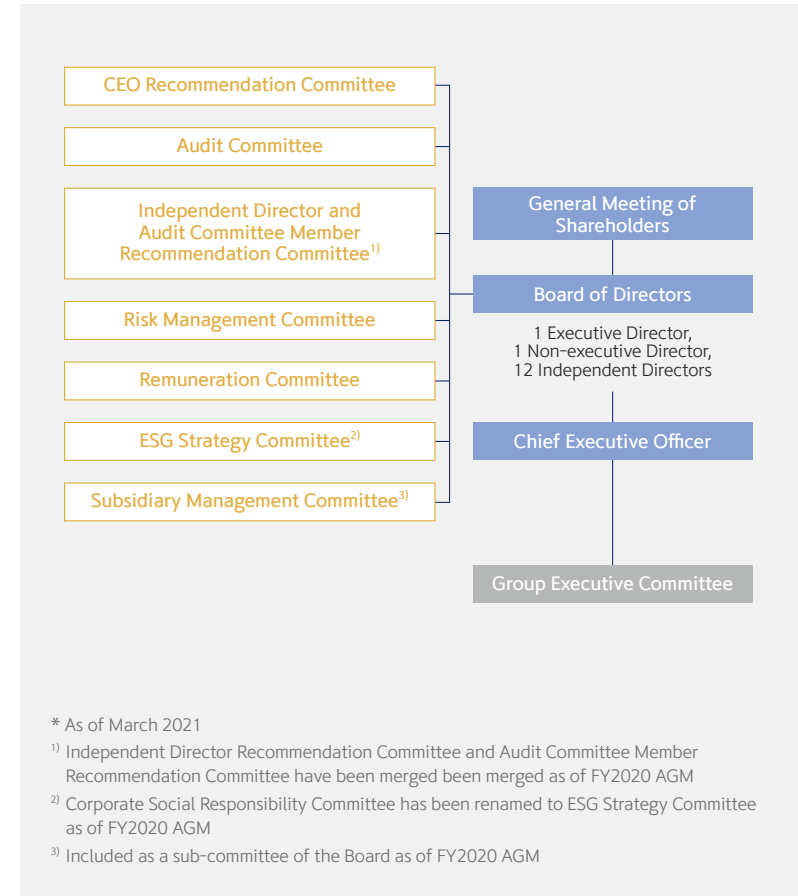 CEO Recommendation Committee
Audit Committee
Independent Director and
Audit Committee Member
Recommendation Committee¹⁾
Risk Management Committee
Remuneration Committee
ESG Strategy Committee²⁾
Subsidiary Management Committee³⁾
General Meeting of
Shareholders
Board of Directors
1 Executive Director,
1 Non-executive Director,
12 Independent Directors
Chief Executive Officer
Group Executive Committee
* As of March 2021
¹⁾ Independent Director Recommendation Committee and Audit Committee Member
Recommendation Committee have been merged been merged as of FY2020 AGM
²⁾ Corporate Social Responsibility Committee has been renamed to ESG Strategy Committee
as of FY2020 AGM
³⁾ Included as a sub-committee of the Board as of FY2020 AGM